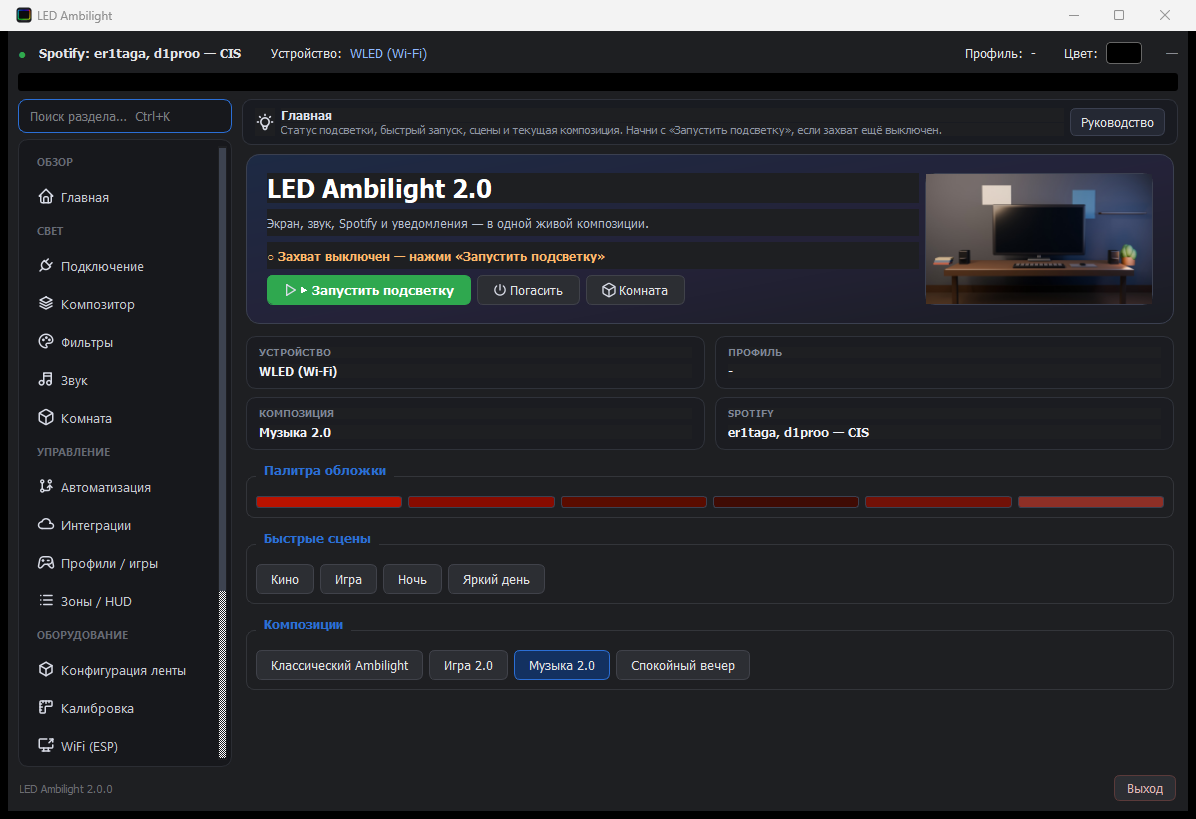 LED Ambilight
Spotify: er1taga, d1proo — CIS Устройство: WLED (Wi-Fi) Профиль: - Цвет:
Поиск раздела... Ctrl+K
ОБЗОР
Главная
СВЕТ
Подключение
Композитор
Фильтры
Звук
Комната
УПРАВЛЕНИЕ
Автоматизация
Интеграции
Профили / игры
Зоны / HUD
ОБОРУДОВАНИЕ
Конфигурация ленты
Калибровка
WiFi (ESP)
LED Ambilight 2.0.0
Главная
Статус подсветки, быстрый запуск, сцены и текущая композиция. Начни с «Запустить подсветку», если захват ещё выключен.
Руководство
LED Ambilight 2.0
Экран, звук, Spotify и уведомления — в одной живой композиции.
○ Захват выключен — нажми «Запустить подсветку»
▸ Запустить подсветку Погасить Комната
УСТРОЙСТВО
WLED (Wi-Fi)
ПРОФИЛЬ
-
КОМПОЗИЦИЯ
Музыка 2.0
SPOTIFY
er1taga, d1proo — CIS
Палитра обложки
Быстрые сцены
Кино Игра Ночь Яркий день
Композиции
Классический Ambilight Игра 2.0 Музыка 2.0 Спокойный вечер
Выход